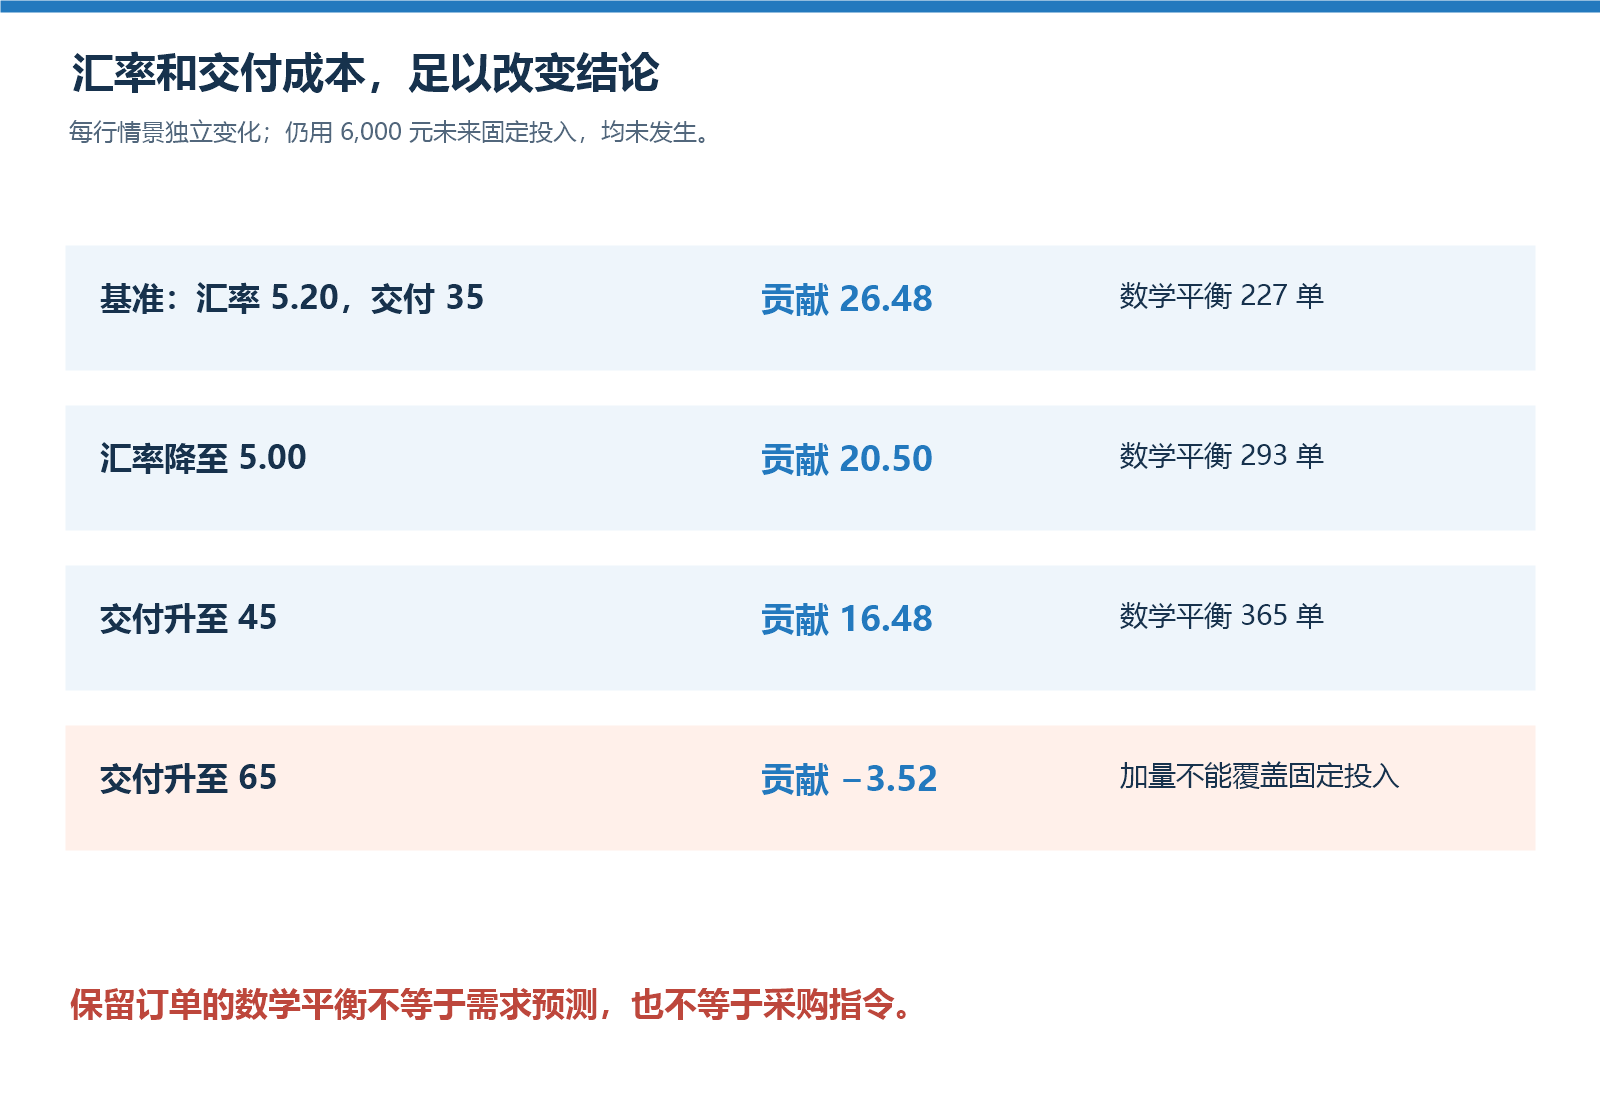 汇率和交付成本，足以改变结论
每行情景独立变化；仍用 6,000 元未来固定投入，均未发生。
基准：汇率 5.20，交付 35 贡献 26.48 数学平衡 227 单
汇率降至 5.00 贡献 20.50 数学平衡 293 单
交付升至 45 贡献 16.48 数学平衡 365 单
交付升至 65 贡献 −3.52 加量不能覆盖固定投入
保留订单的数学平衡不等于需求预测，也不等于采购指令。